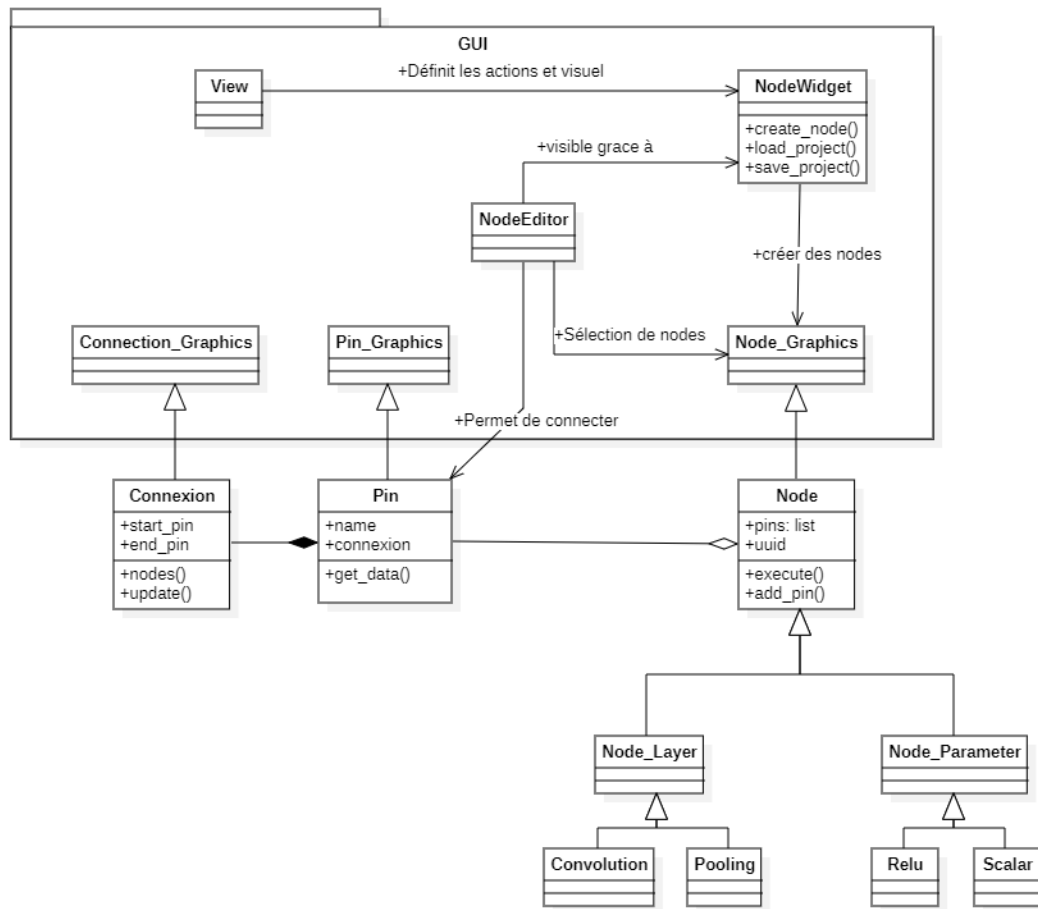 GUI
+Définit les actions et visuel
View
NodeWidget
+create_node()
+load_project()
+save_project()
+visible grace à
NodeEditor
+créer des nodes
+Sélection de nodes
Connection_Graphics
Pin_Graphics
Node_Graphics
+Permet de connecter
Connexion
+start_pin
+end_pin
+nodes()
+update()
Pin
+name
+connexion
+get_data()
Node
+pins: list
+uuid
+execute()
+add_pin()
Node_Layer
Node_Parameter
Convolution
Pooling
Relu
Scalar